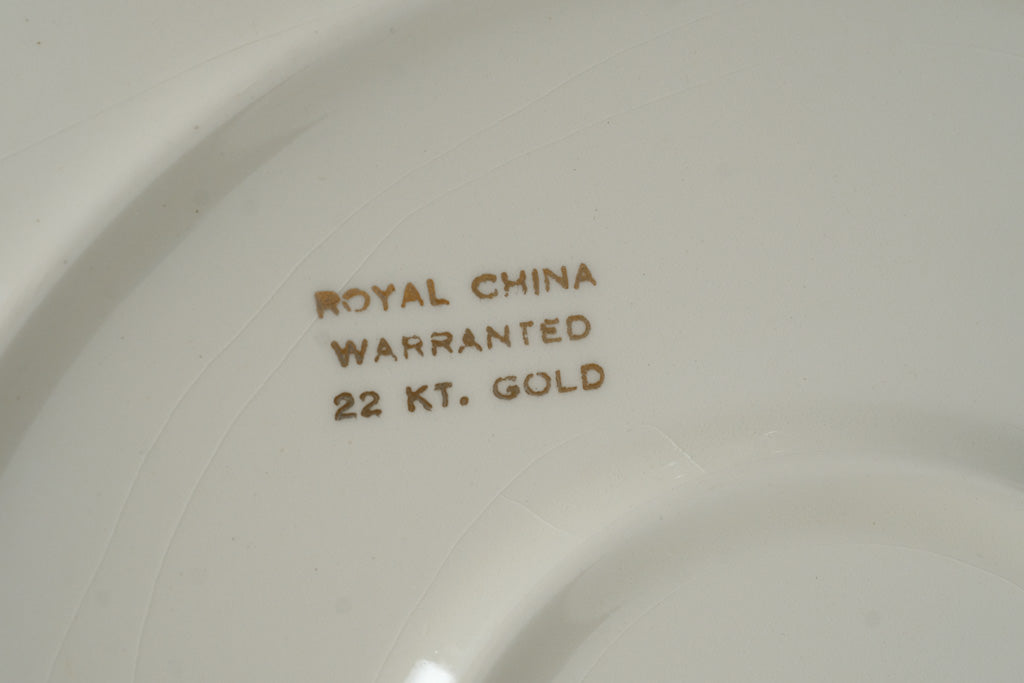 ROYAL CHINA
WARRANTED
22 KT. GOLD